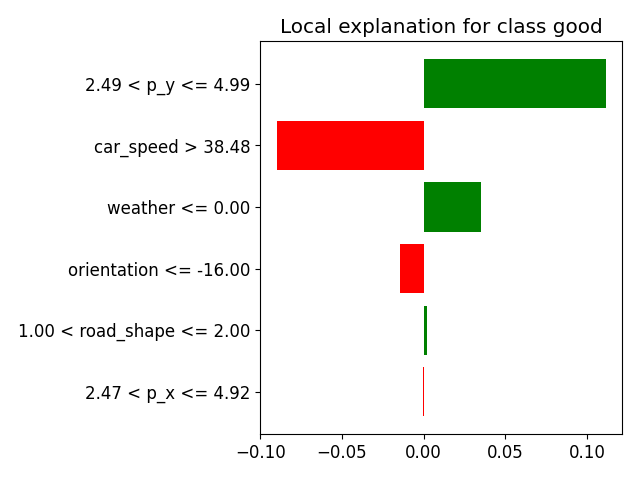 Local explanation for class good
2.49 < p_y <= 4.99
car_speed > 38.48
weather <= 0.00
orientation <= -16.00
1.00 < road_shape <= 2.00
2.47 < p_x <= 4.92
−0.10 −0.05 0.00 0.05 0.10